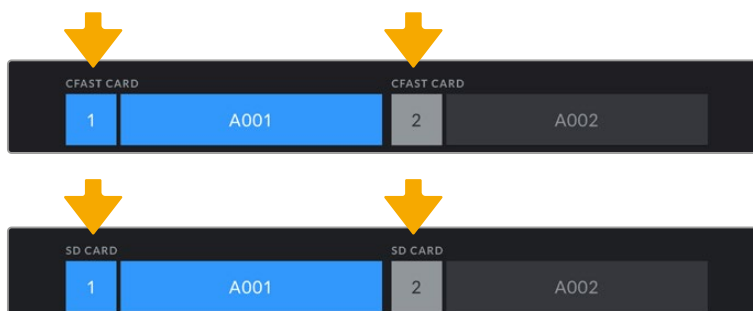 CFAST CARD CFAST CARD
1 A001 2 A002
SD CARD SD CARD
1 A001 2 A002